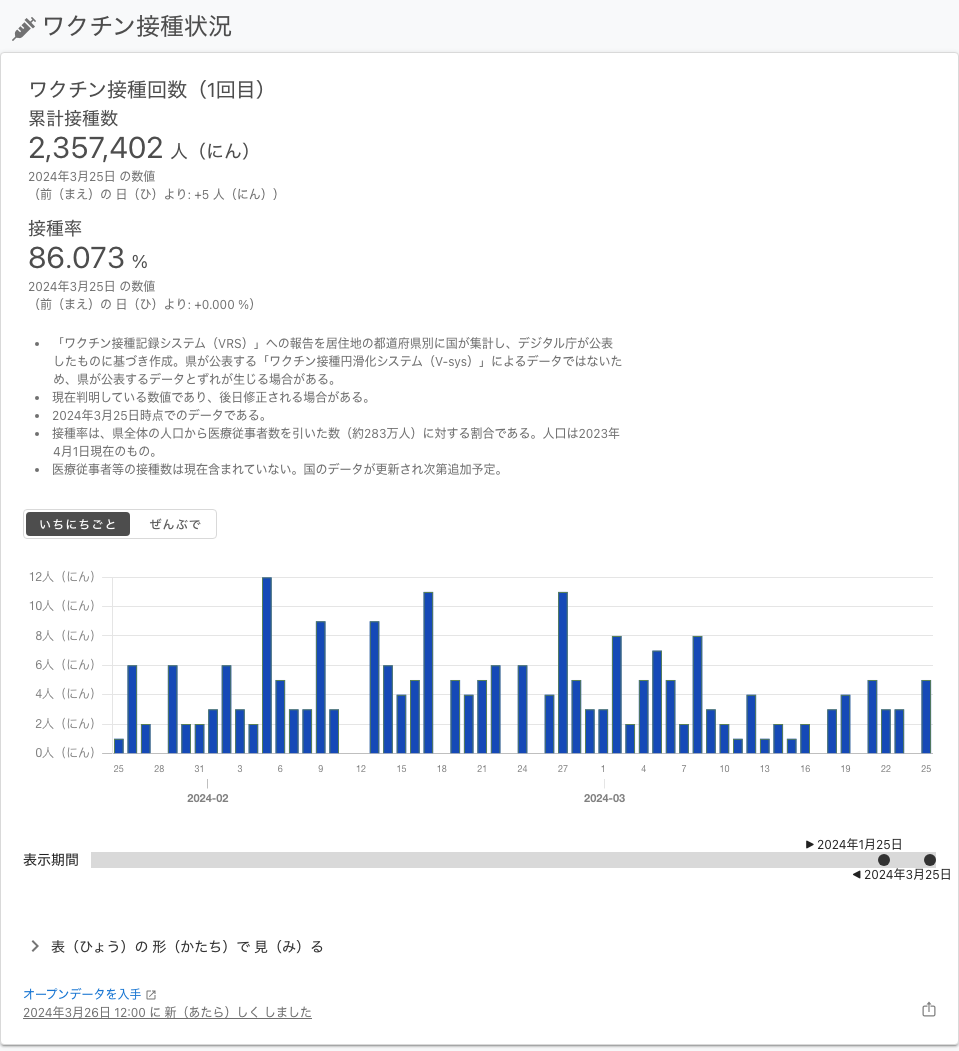 ワクチン接種状況
ワクチン接種回数（1回目）
累計接種数
2,357,402 人（にん）
2024年3月25日 の数値
（前（まえ）の 日（ひ）より: +5 人（にん））
接種率
86.073 %
2024年3月25日 の数値
（前（まえ）の 日（ひ）より: +0.000 %）
• 「ワクチン接種記録システム（VRS）」への報告を居住地の都道府県別に国が集計し、デジタル庁が公表
したものに基づき作成。県が公表する「ワクチン接種円滑化システム（V-sys）」によるデータではないた
め、県が公表するデータとずれが生じる場合がある。
• 現在判明している数値であり、後日修正される場合がある。
• 2024年3月25日時点でのデータである。
• 接種率は、県全体の人口から医療従事者数を引いた数（約283万人）に対する割合である。人口は2023年
4月1日現在のもの。
• 医療従事者等の接種数は現在含まれていない。国のデータが更新され次第追加予定。
いちにちごと ぜんぶで
12人（にん）
10人（にん）
8人（にん）
6人（にん）
4人（にん）
2人（にん）
0人（にん）
25 28 31 3 6 9 12 15 18 21 24 27 1 4 7 10 13 16 19 22 25
2024-02 2024-03
▶ 2024年1月25日
表示期間
◀ 2024年3月25日
表（ひょう）の 形（かたち）で 見（み）る
オープンデータを入手
2024年3月26日 12:00 に 新（あたら）しく しました